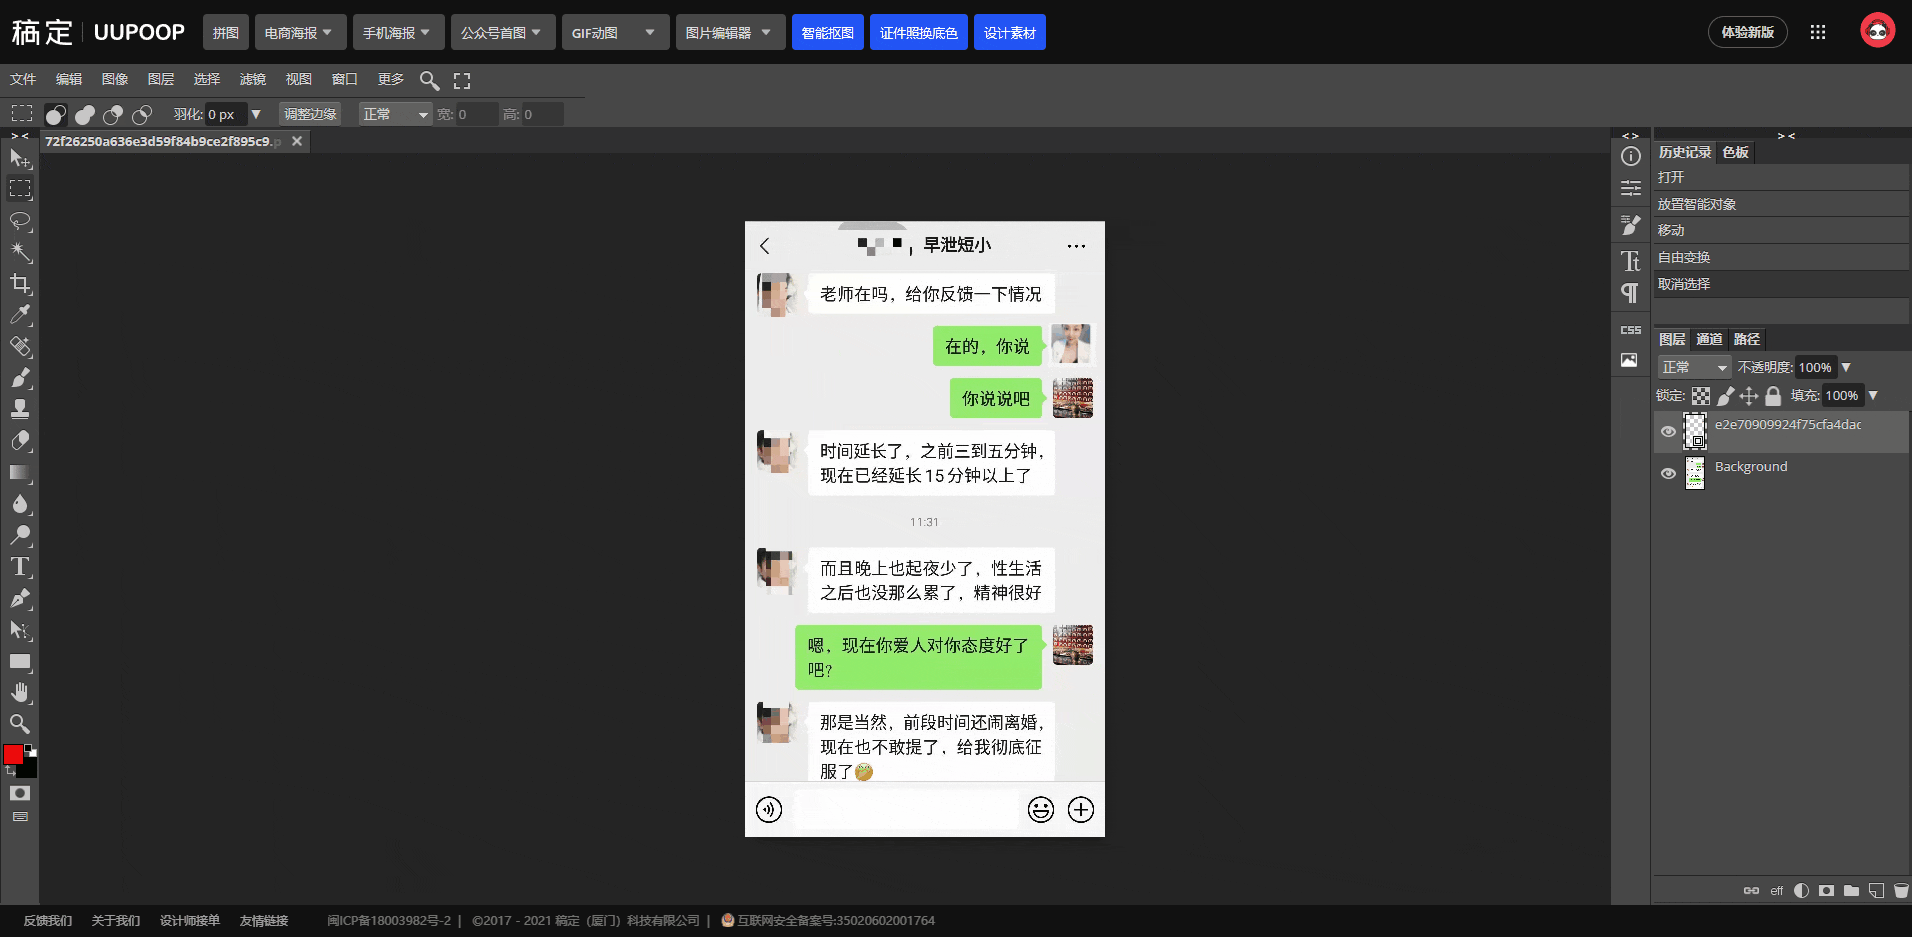 稿定 UUPOOP 拼图 电商海报 手机海报 公众号首图 GIF动图 图片编辑器 智能抠图 证件照换底色 设计素材 体验新版
文件 编辑 图像 图层 选择 滤镜 视图 窗口 更多
羽化: 0 px 调整边缘 正常 宽: 0 高: 0
72f26250a636e3d59f84b9ce2f895c9.p
历史记录 色板
打开
放置智能对象
移动
自由变换
取消选择
CSS
图层 通道 路径
正常 不透明度: 100%
锁定: 填充: 100%
e2e70909924f75cfa4dac
Background
eff
，早泄短小
老师在吗，给你反馈一下情况
在的，你说
你说说吧
时间延长了，之前三到五分钟，
现在已经延长15分钟以上了
11:31
而且晚上也起夜少了，性生活
之后也没那么累了，精神很好
嗯，现在你爱人对你态度好了
吧？
那是当然，前段时间还闹离婚，
现在也不敢提了，给我彻底征
服了
反馈我们 关于我们 设计师接单 友情链接 闽ICP备18003982号-2 | ©2017 - 2021 稿定（厦门）科技有限公司 | 互联网安全备案号:35020602001764